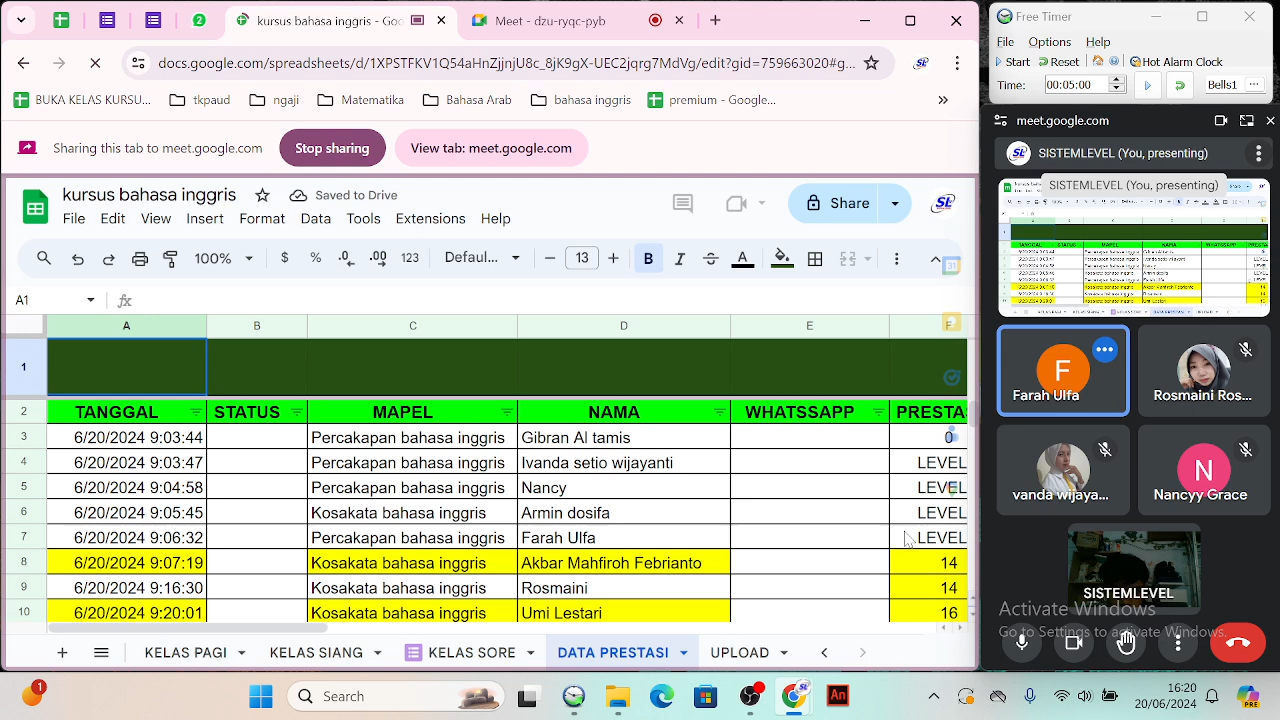 2
kursus bahasa inggris - Goo
Meet - dzu-ryqc-pyb
docs.google.com/spreadsheets/d/1XPSTFKV1Q54aHnZjjnjU8c_8jK9gX-UEC2jqrg7MdVg/edit?gid=759663020#g...
BUKA KELAS KURSU...
tkpaud
ngaji
Matematika
Bahasa Arab
bahasa inggris
premium - Google...
Sharing this tab to meet.google.com
Stop sharing
View tab: meet.google.com
kursus bahasa inggris
Saved to Drive
Share
File Edit View Insert Format Data Tools Extensions Help
100% $ % .0 .00 123 Defaul... 13 B I A
31
A1 fx
A B C D E F
1
2 TANGGAL STATUS MAPEL NAMA WHATSSAPP PRESTA
3 6/20/2024 9:03:44 Percakapan bahasa inggris Gibran Al tamis 0
4 6/20/2024 9:03:47 Percakapan bahasa inggris Ivanda setio wijayanti LEVEL
5 6/20/2024 9:04:58 Percakapan bahasa inggris Nancy LEVEL
6 6/20/2024 9:05:45 Kosakata bahasa inggris Armin dosifa LEVEL
7 6/20/2024 9:06:32 Kosakata bahasa inggris Farah Ulfa LEVEL
8 6/20/2024 9:07:19 Kosakata bahasa inggris Akbar Mahfiroh Febrianto 14
9 6/20/2024 9:16:30 Kosakata bahasa inggris Rosmaini 14
10 6/20/2024 9:20:01 Kosakata bahasa inggris Umi Lestari 16
KELAS PAGI KELAS SIANG KELAS SORE DATA PRESTASI UPLOAD
Free Timer
File Options Help
Start Reset Hot Alarm Clock
Time: 00:05:00 Bells1 ...
meet.google.com
SISTEMLEVEL (You, presenting)
SISTEMLEVEL (You, presenting)
F
Farah Ulfa
Rosmaini Ros...
vanda wijaya...
N
Nancyy Grace
SISTEMLEVEL
Activate Windows
Go to Settings to activate Windows.
1
Search
An
16:20
20/06/2024
PRE